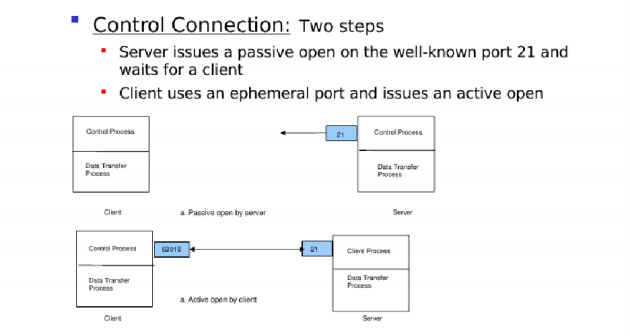 Control Connection: Two steps
Server issues a passive open on the well-known port 21 and
waits for a client
Client uses an ephemeral port and issues an active open
Control Process
Data Transfer
Process
Client
21
Control Process
Data Transfer
Process
Server
a. Passive open by server
Control Process
62010
Data Transfer
Process
Client
21
Client Process
Data Transfer
Process
Server
a. Active open by client